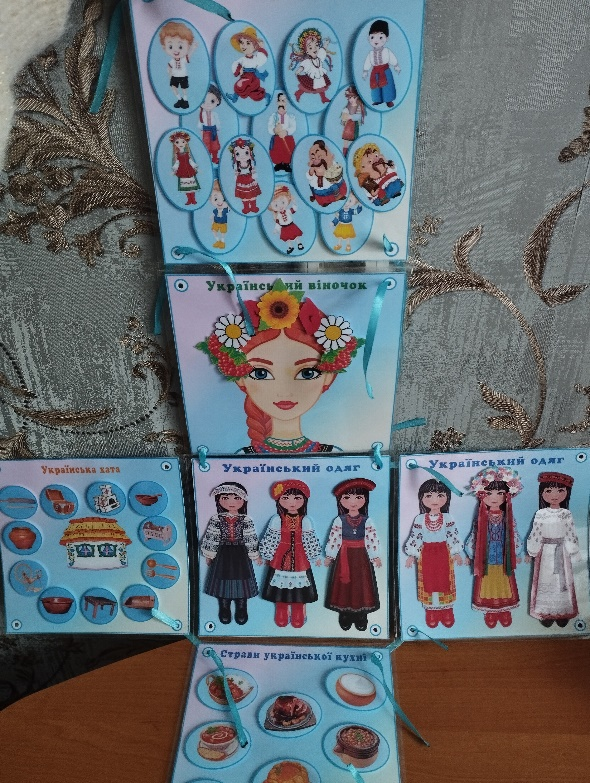 Український віночок
Українська хата
Український одяг
Український одяг
Страви української кухні